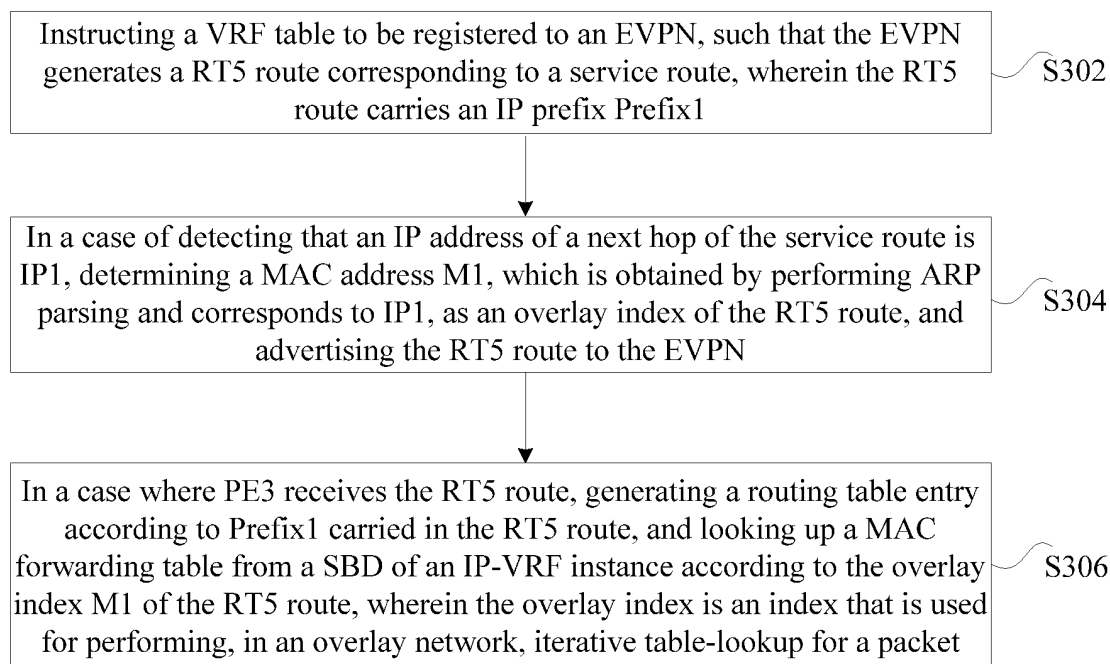 Instructing a VRF table to be registered to an EVPN, such that the EVPN
generates a RT5 route corresponding to a service route, wherein the RT5
route carries an IP prefix Prefix1
S302
In a case of detecting that an IP address of a next hop of the service route is
IP1, determining a MAC address M1, which is obtained by performing ARP
parsing and corresponds to IP1, as an overlay index of the RT5 route, and
advertising the RT5 route to the EVPN
S304
In a case where PE3 receives the RT5 route, generating a routing table entry
according to Prefix1 carried in the RT5 route, and looking up a MAC
forwarding table from a SBD of an IP-VRF instance according to the overlay
index M1 of the RT5 route, wherein the overlay index is an index that is used
for performing, in an overlay network, iterative table-lookup for a packet
S306